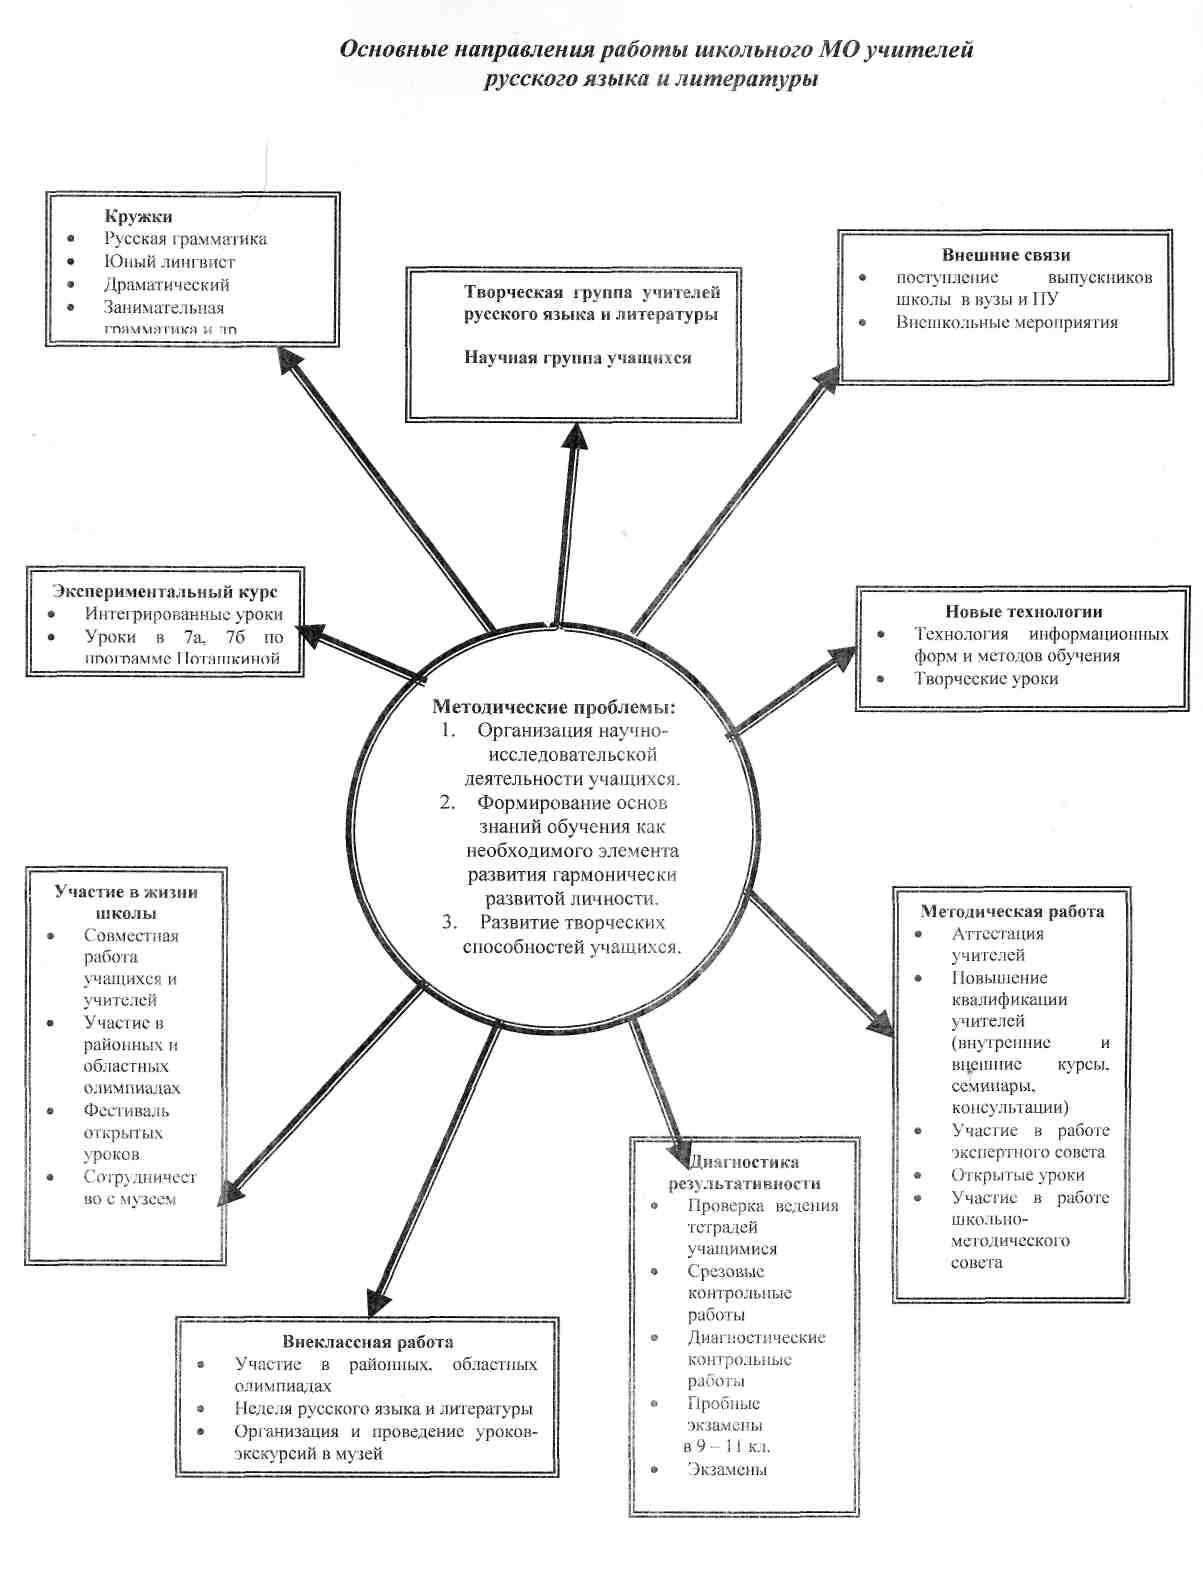 Основные направления работы школьного МО учителей
русского языка и литературы
Кружки
• Русская грамматика
• Юный лингвист
• Драматический
• Занимательная
грамматика и др
Творческая группа учителей
русского языка и литературы
Научная группа учащихся
Внешние связи
• поступление выпускников
школы в вузы и ПУ
• Внешкольные мероприятия
Экспериментальный курс
• Интегрированные уроки
• Уроки в 7а, 7б по
программе Поташкиной
Новые технологии
• Технология информационных
форм и методов обучения
• Творческие уроки
Методические проблемы:
1. Организация научно-
исследовательской
деятельности учащихся.
2. Формирование основ
знаний обучения как
необходимого элемента
развития гармонически
развитой личности.
3. Развитие творческих
способностей учащихся.
Участие в жизни
школы
• Совместная
работа
учащихся и
учителей
• Участие в
районных и
областных
олимпиадах
• Фестиваль
открытых
уроков
• Сотрудничест
во с музеем
Методическая работа
• Аттестация
учителей
• Повышение
квалификации
учителей
(внутренние и
внешние курсы,
семинары,
консультации)
• Участие в работе
экспертного совета
• Открытые уроки
• Участие в работе
школьно-
методического
совета
Внеклассная работа
• Участие в районных, областных
олимпиадах
• Неделя русского языка и литературы
• Организация и проведение уроков-
экскурсий в музей
Диагностика
результативности
• Проверка ведения
тетрадей
учащимися
• Срезовые
контрольные
работы
• Диагностические
контрольные
работы
• Пробные
экзамены
в 9 – 11 кл.
• Экзамены